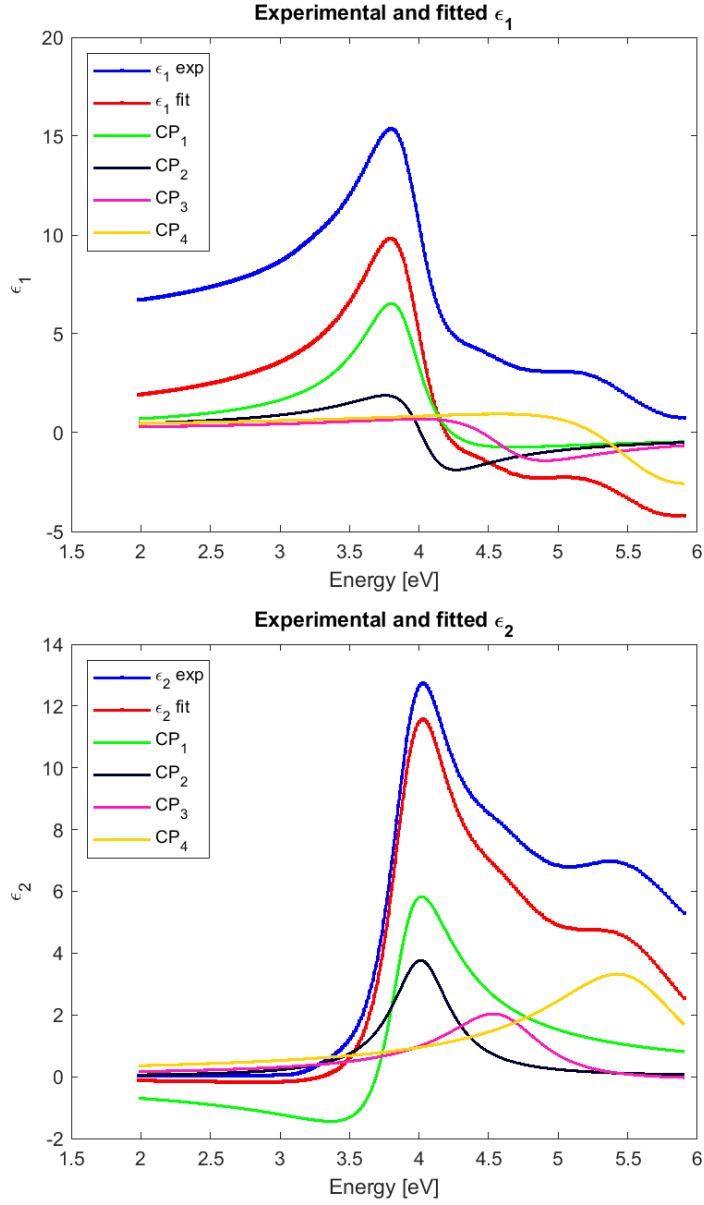 Experimental and fitted ϵ₁
20
15
10
5
0
-5
ϵ₁
ϵ₁ exp
ϵ₁ fit
CP₁
CP₂
CP₃
CP₄
1.5 2 2.5 3 3.5 4 4.5 5 5.5 6
Energy [eV]
Experimental and fitted ϵ₂
14
12
10
8
6
4
2
0
-2
ϵ₂
ϵ₂ exp
ϵ₂ fit
CP₁
CP₂
CP₃
CP₄
1.5 2 2.5 3 3.5 4 4.5 5 5.5 6
Energy [eV]